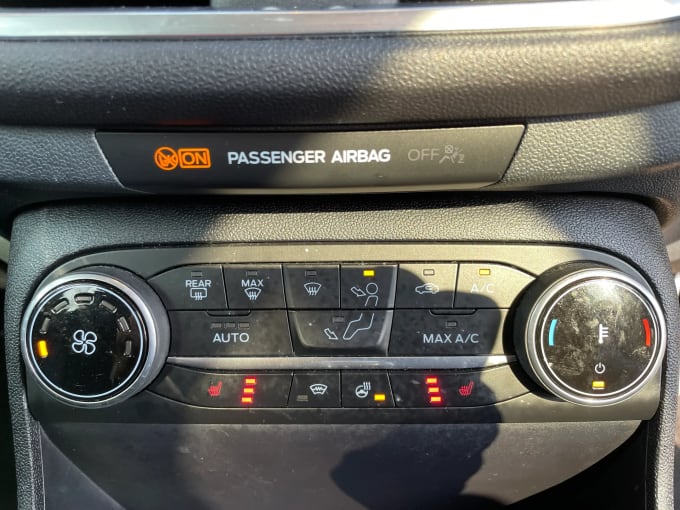 ON PASSENGER AIRBAG OFF
REAR MAX A/C
AUTO MAX A/C